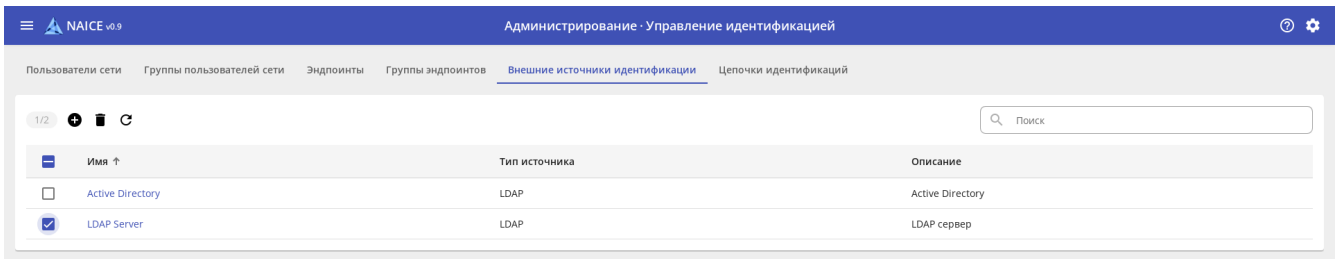 NAICE v0.9
Администрирование · Управление идентификацией
Пользователи сети Группы пользователей сети Эндпоинты Группы эндпоинтов Внешние источники идентификации Цепочки идентификаций
1/2 Поиск
Имя ↑ Тип источника Описание
Active Directory LDAP Active Directory
LDAP Server LDAP LDAP сервер